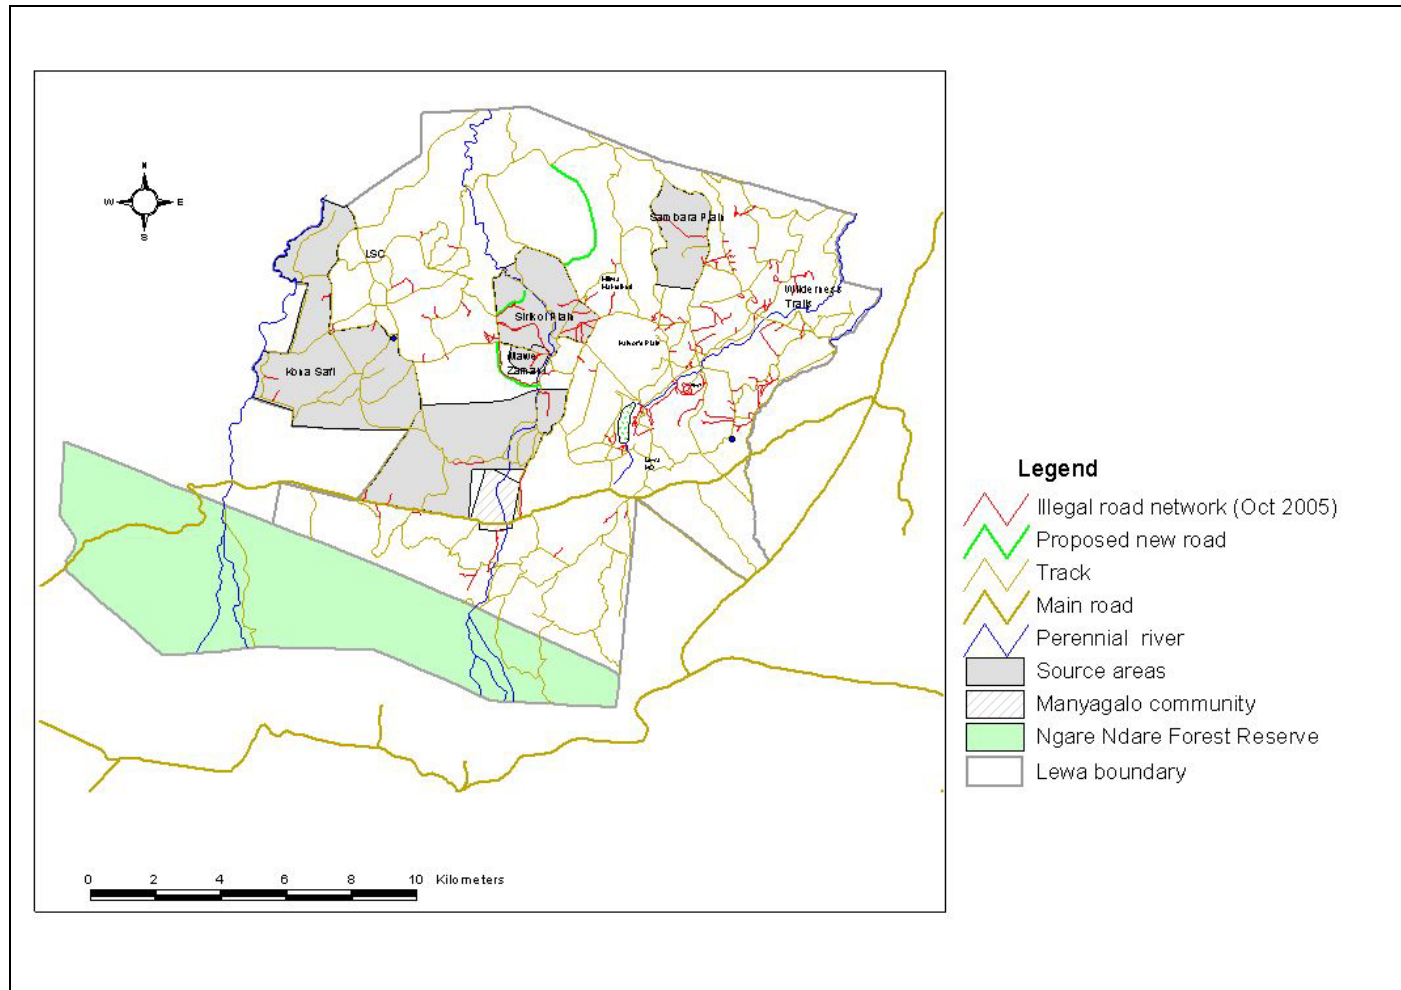 N
W E
S
Sambara Plain
LSC
Wilderness
Trails
Sirikoi Plain
Mawe
Zamani
Kona Safi
0 2 4 6 8 10 Kilometers
Legend
Illegal road network (Oct 2005)
Proposed new road
Track
Main road
Perennial river
Source areas
Manyagalo community
Ngare Ndare Forest Reserve
Lewa boundary